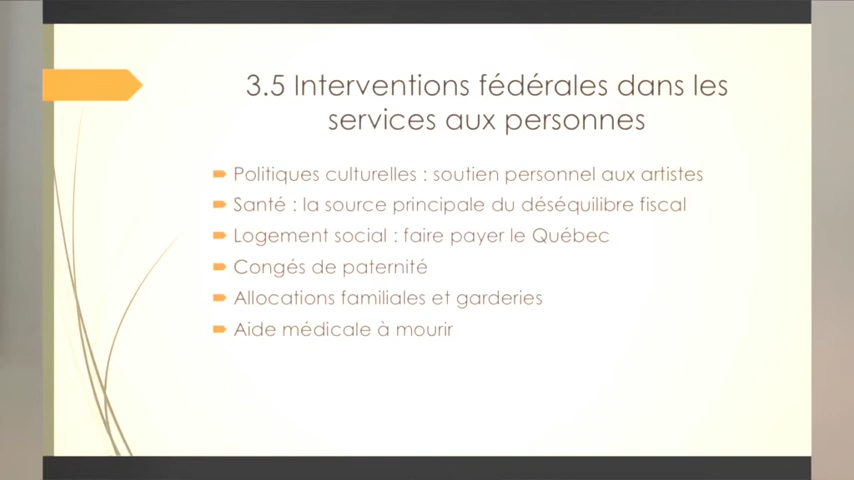 3.5 Interventions fédérales dans les
services aux personnes
Politiques culturelles : soutien personnel aux artistes
Santé : la source principale du déséquilibre fiscal
Logement social : faire payer le Québec
Congés de paternité
Allocations familiales et garderies
Aide médicale à mourir